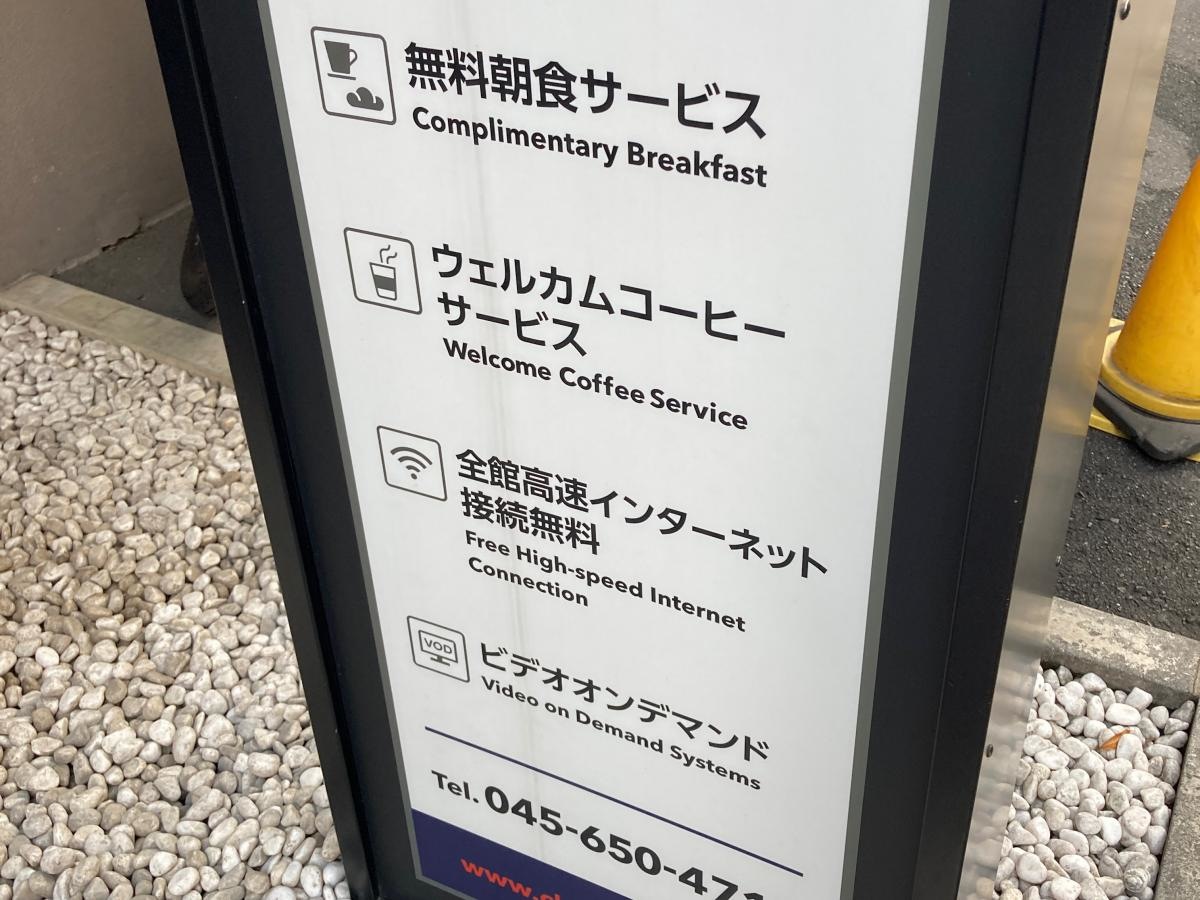 無料朝食サービス
Complimentary Breakfast
ウェルカムコーヒー
サービス
Welcome Coffee Service
全館高速インターネット
接続無料
Free High-speed Internet
Connection
VOD
ビデオオンデマンド
Video on Demand Systems
Tel. 045-650-471
www.